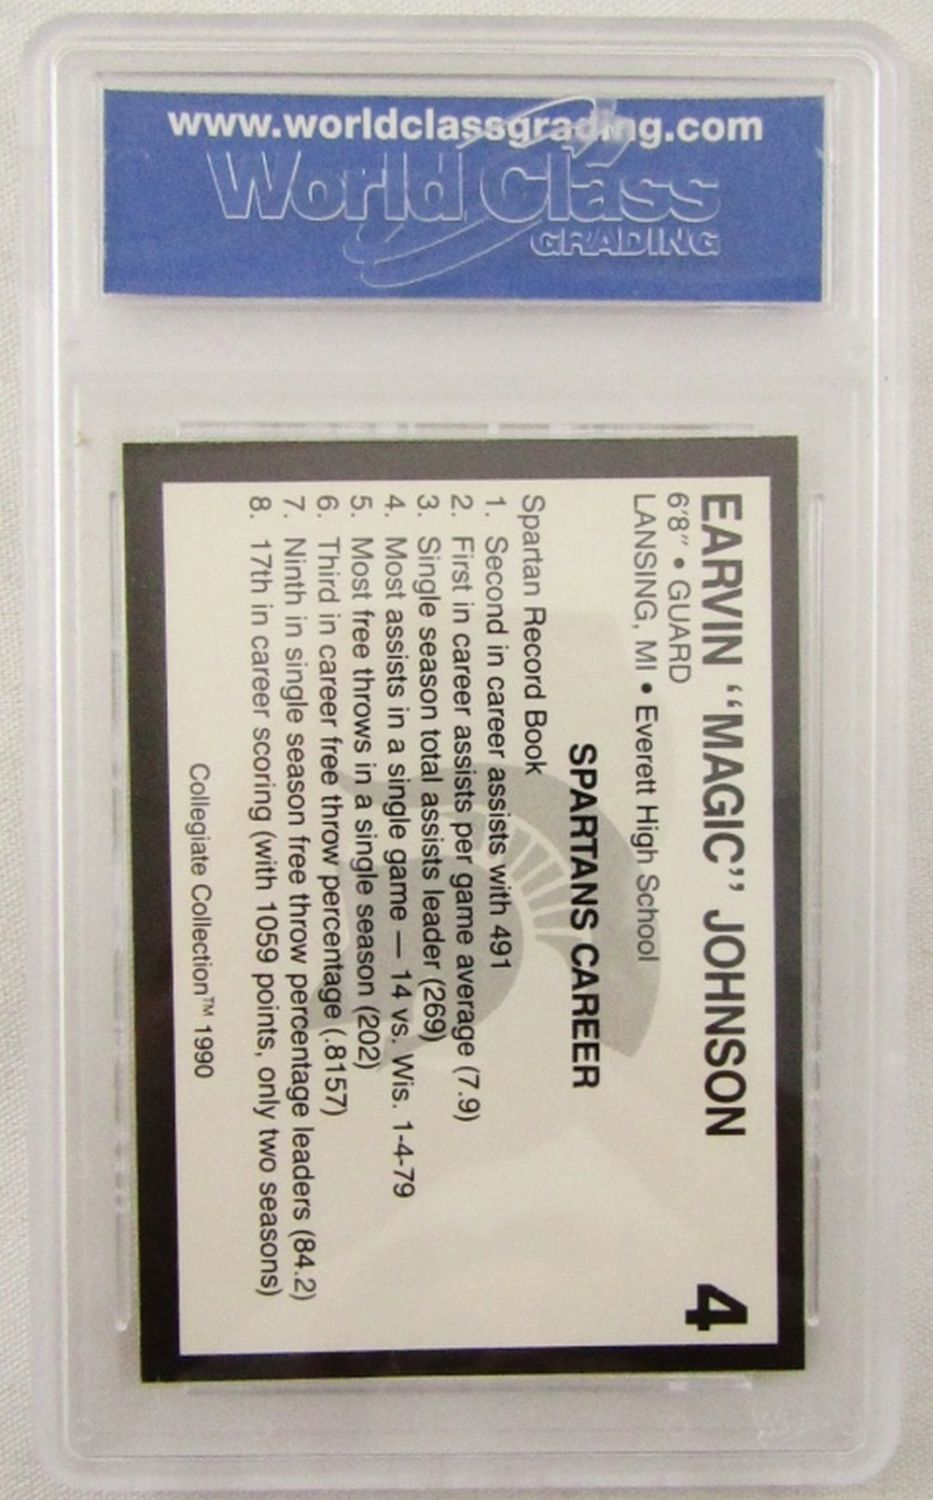 www.worldclassgrading.com
World Class
GRADING
EARVIN “MAGIC” JOHNSON 4
6'8" • GUARD
LANSING, MI • Everett High School
SPARTANS CAREER
Spartan Record Book
1. Second in career assists with 491
2. First in career assists per game average (7.9)
3. Single season total assists leader (269)
4. Most assists in a single game — 14 vs. Wis. 1-4-79
5. Most free throws in a single season (202)
6. Third in career free throw percentage (.8157)
7. Ninth in single season free throw percentage leaders (84.2)
8. 17th in career scoring (with 1059 points, only two seasons)
Collegiate Collection™ 1990